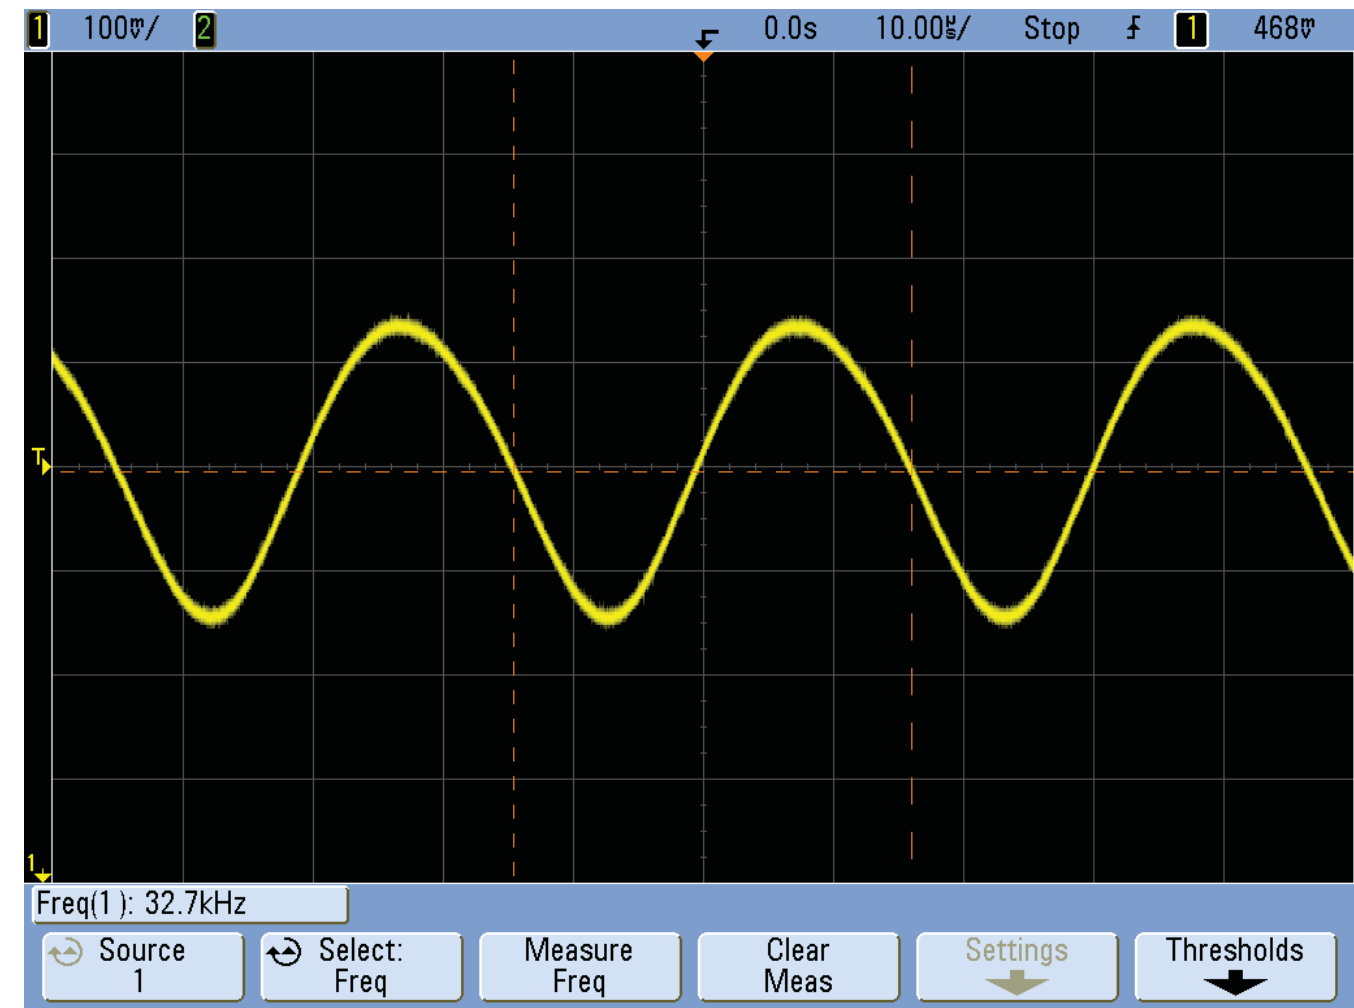 1 100mV/ 2 0.0s 10.00us/ Stop 1 468mV
T
1
Freq(1): 32.7kHz
Source
1
Select:
Freq
Measure
Freq
Clear
Meas
Settings
Thresholds